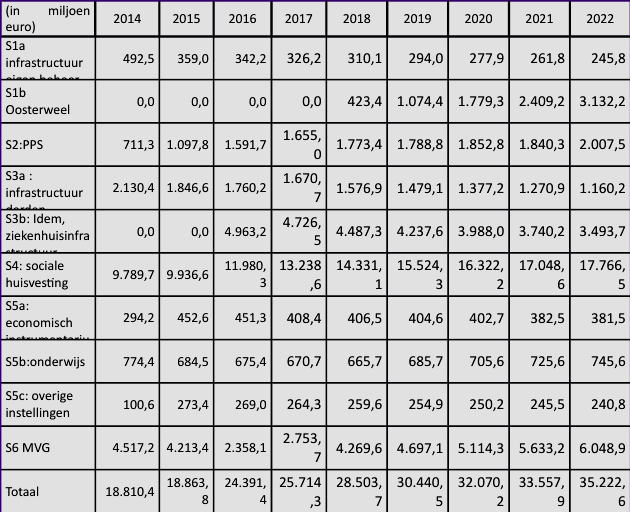 (in miljoen euro) 2014 2015 2016 2017 2018 2019 2020 2021 2022
S1a infrastructuur 492,5 359,0 342,2 326,2 310,1 294,0 277,9 261,8 245,8
S1b Oosterweel 0,0 0,0 0,0 0,0 423,4 1.074,4 1.779,3 2.409,2 3.132,2
S2:PPS 711,3 1.097,8 1.591,7 1.655,0 1.773,4 1.788,8 1.852,8 1.840,3 2.007,5
S3a : infrastructuur 2.130,4 1.846,6 1.760,2 1.670,7 1.576,9 1.479,1 1.377,2 1.270,9 1.160,2
S3b: Idem, ziekenhuisinfra 0,0 0,0 4.963,2 4.726,5 4.487,3 4.237,6 3.988,0 3.740,2 3.493,7
S4: sociale huisvesting 9.789,7 9.936,6 11.980,3 13.238,6 14.331,1 15.524,3 16.322,2 17.048,6 17.766,5
S5a: economisch 294,2 452,6 451,3 408,4 406,5 404,6 402,7 382,5 381,5
S5b:onderwijs 774,4 684,5 675,4 670,7 665,7 685,7 705,6 725,6 745,6
S5c: overige instellingen 100,6 273,4 269,0 264,3 259,6 254,9 250,2 245,5 240,8
S6 MVG 4.517,2 4.213,4 2.358,1 2.753,7 4.269,6 4.697,1 5.114,3 5.633,2 6.048,9
Totaal 18.810,4 18.863,8 24.391,4 25.714,3 28.503,7 30.440,5 32.070,2 33.557,9 35.222,6